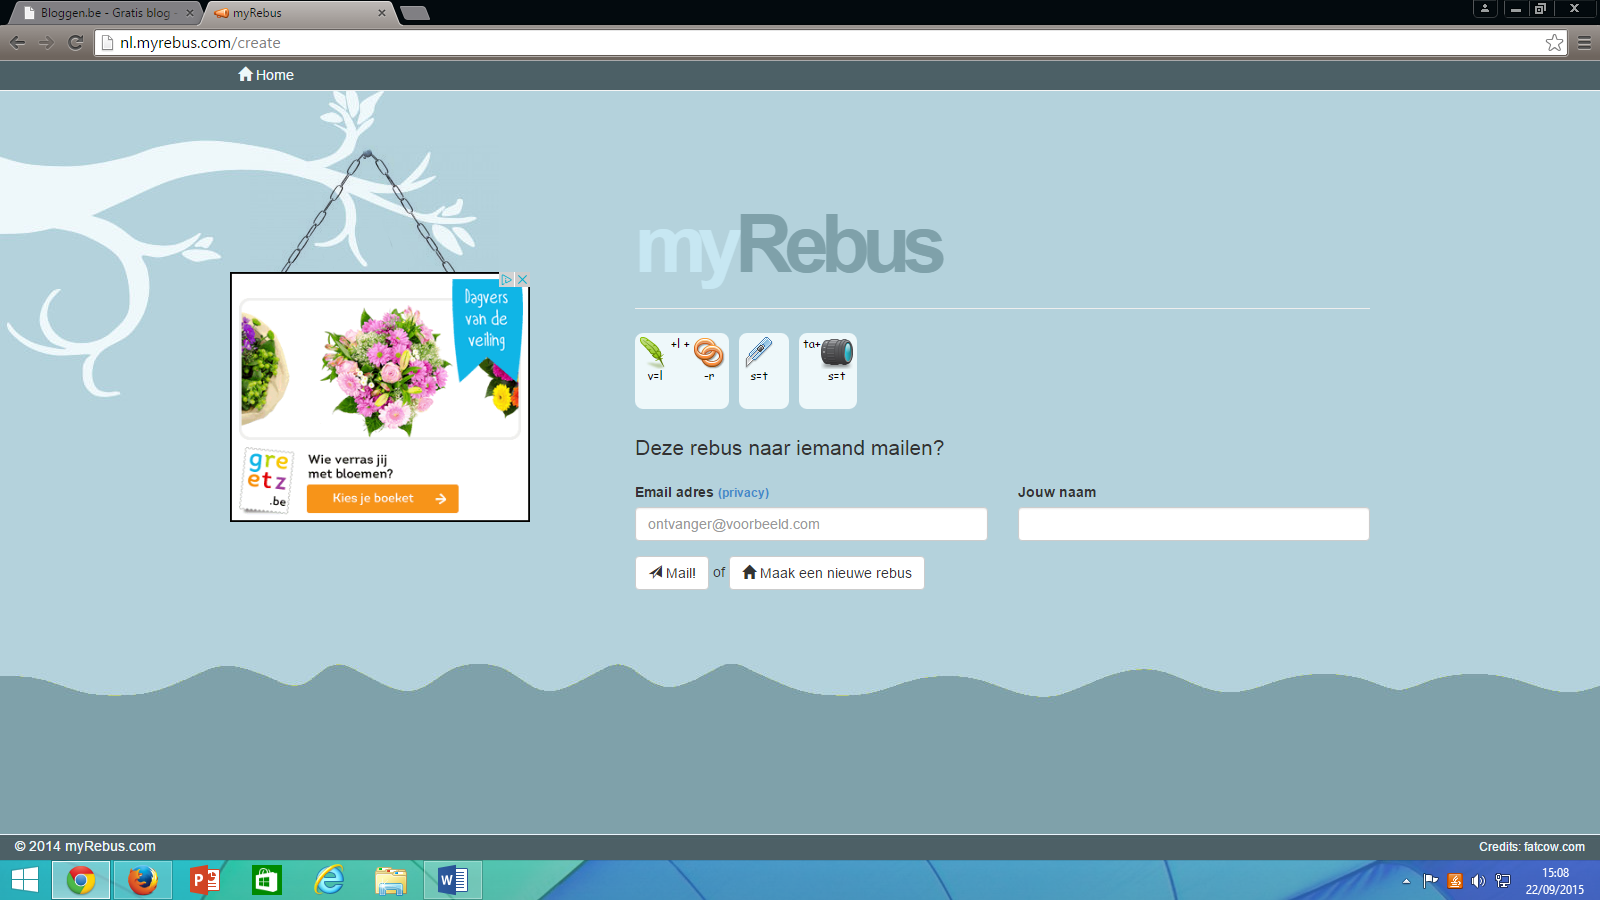 Bloggen.be - Gratis blog -
myRebus
nl.myrebus.com/create
Home
myRebus
Dagvers
van de
veiling
greetz
.be
Wie verras jij
met bloemen?
Kies je boeket
+l +
v=l
-r
s=t
ta+
s=t
Deze rebus naar iemand mailen?
Email adres (privacy)
Jouw naam
ontvanger@voorbeeld.com
Mail! of Maak een nieuwe rebus
© 2014 myRebus.com
Credits: fatcow.com
15:08
22/09/2015